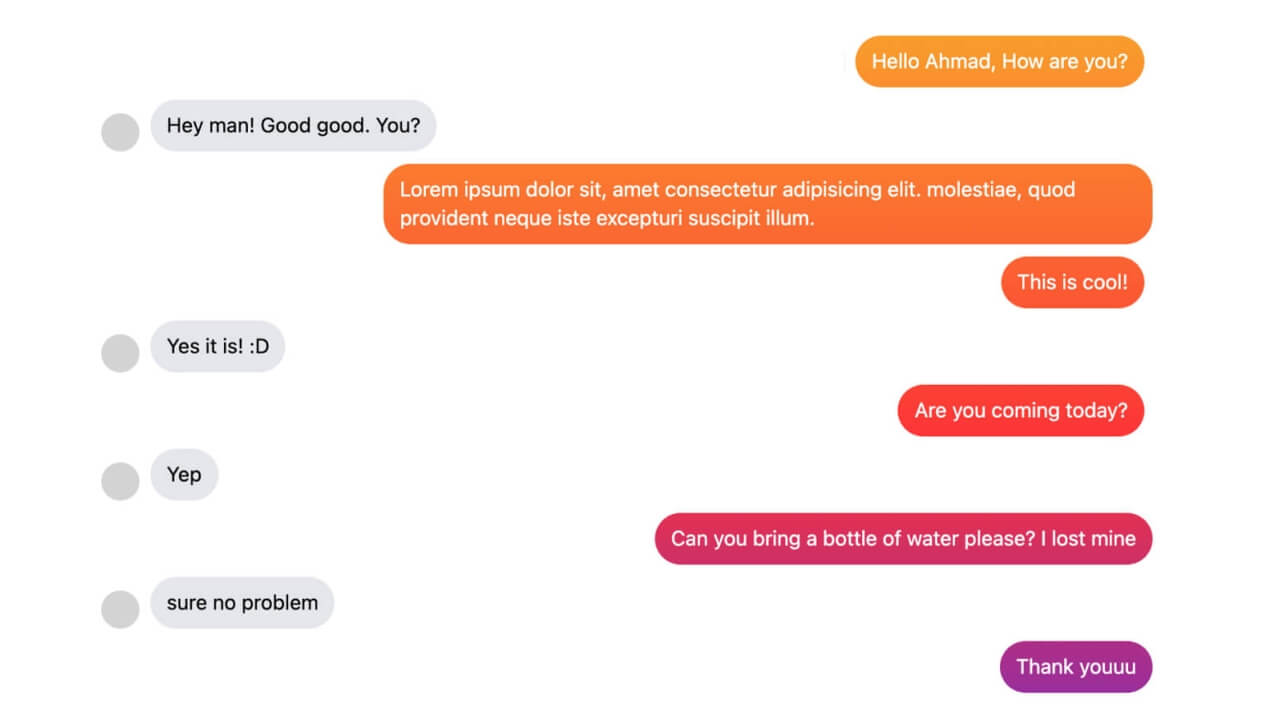 Hello Ahmad, How are you?
Hey man! Good good. You?
Lorem ipsum dolor sit, amet consectetur adipisicing elit. molestiae, quod
provident neque iste excepturi suscipit illum.
This is cool!
Yes it is! :D
Are you coming today?
Yep
Can you bring a bottle of water please? I lost mine
sure no problem
Thank youuu